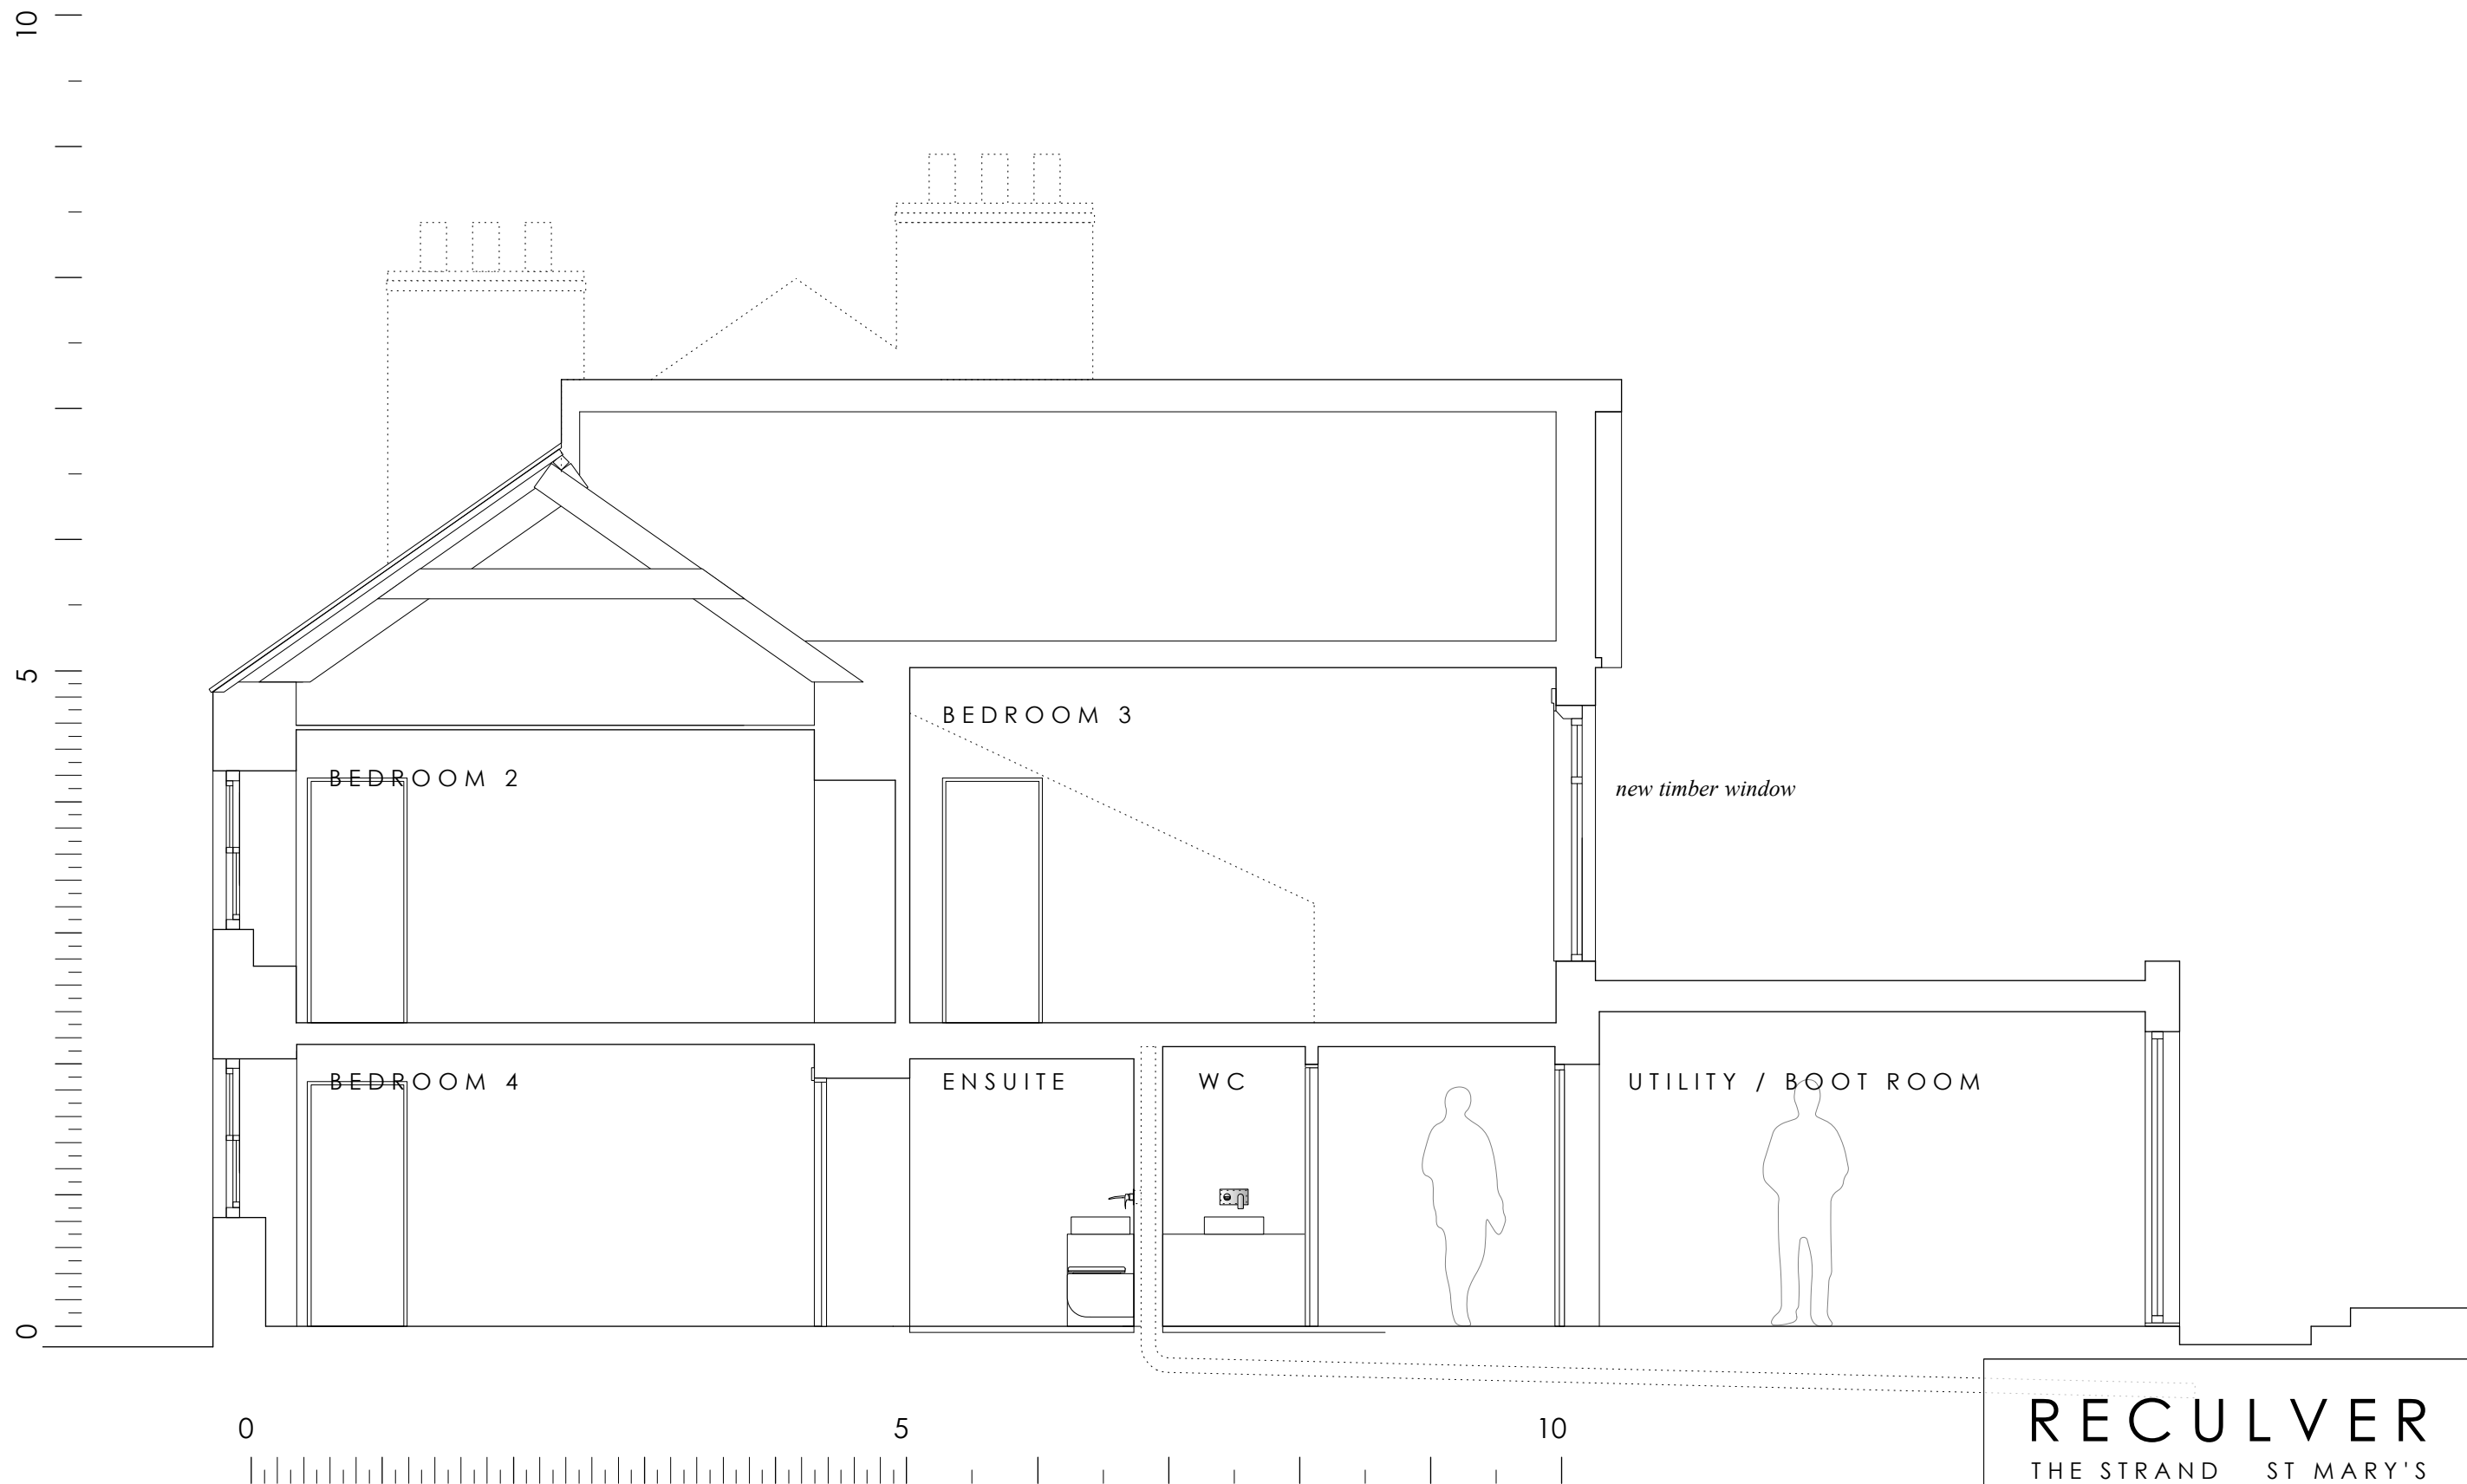 10
BEDROOM 3
5
BEDROOM 2
new timber window
BEDROOM 4
ENSUITE
WC
UTILITY / BOOT ROOM
0
0
5
10
RECULVER
THE STRAND ST MARY'S